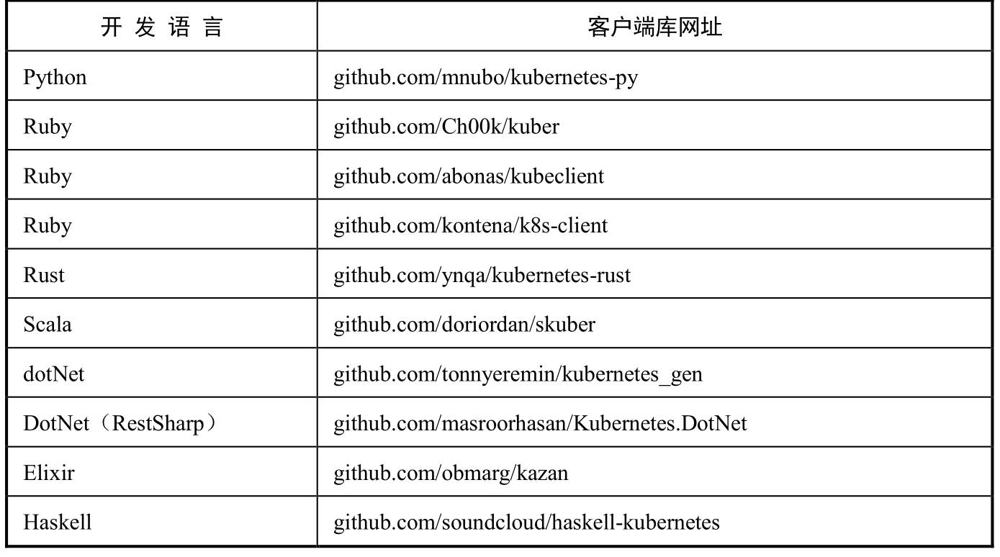 开发语言 客户端库网址
Python github.com/mnubo/kubernetes-py
Ruby github.com/Ch00k/kuber
Ruby github.com/abonas/kubeclient
Ruby github.com/kontena/k8s-client
Rust github.com/ynqa/kubernetes-rust
Scala github.com/doriordan/skuber
dotNet github.com/tonnyeremin/kubernetes_gen
DotNet（RestSharp） github.com/masroorhasan/Kubernetes.DotNet
Elixir github.com/obmarg/kazan
Haskell github.com/soundcloud/haskell-kubernetes